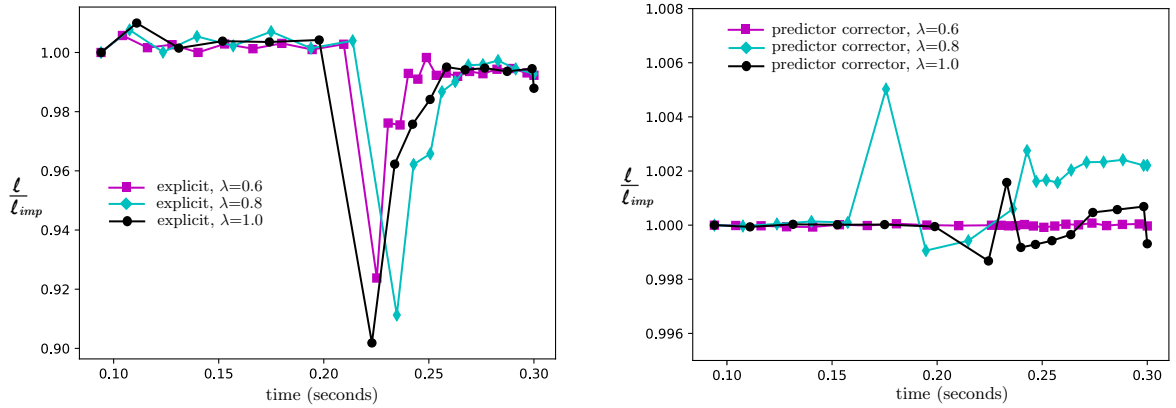 1.00
0.98
0.96
0.94
0.92
0.90
ℓ
ℓimp
explicit, λ=0.6
explicit, λ=0.8
explicit, λ=1.0
0.10 0.15 0.20 0.25 0.30
time (seconds)
1.008
1.006
1.004
1.002
1.000
0.998
0.996
ℓ
ℓimp
predictor corrector, λ=0.6
predictor corrector, λ=0.8
predictor corrector, λ=1.0
0.10 0.15 0.20 0.25 0.30
time (seconds)